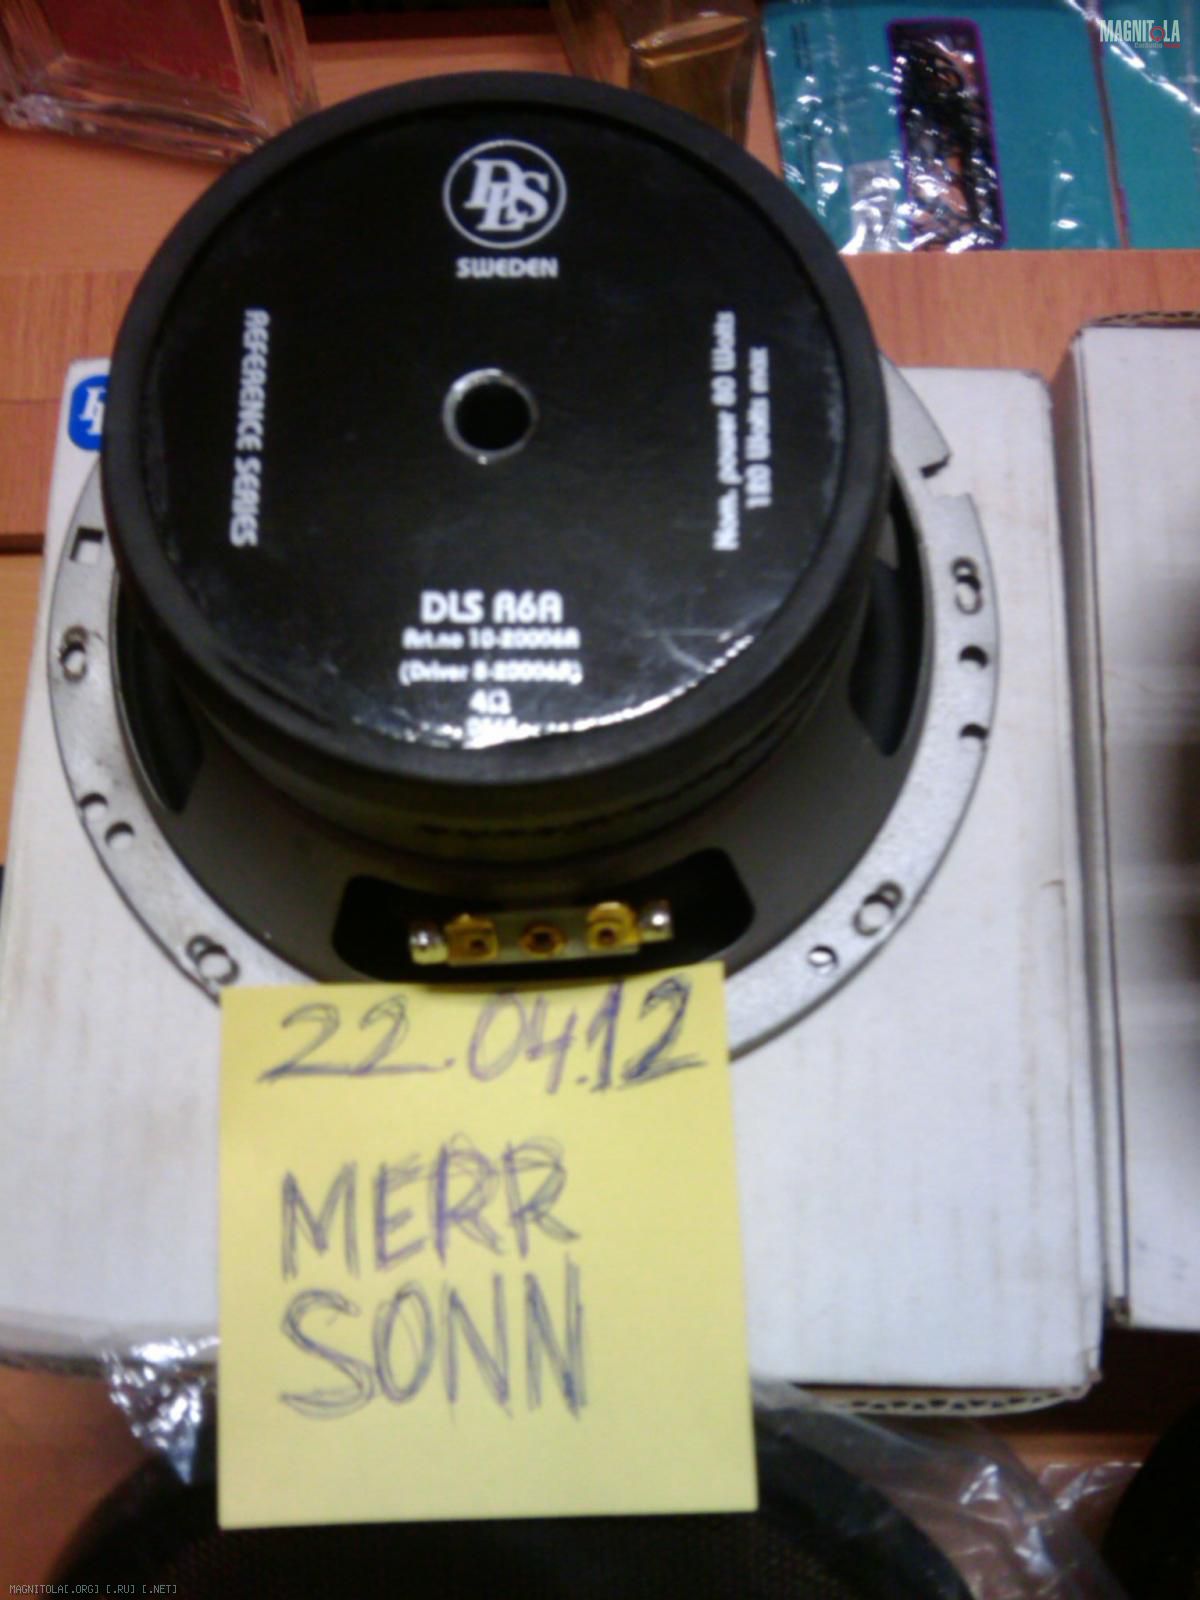 MAGNITOLA
DLS
SWEDEN
REFERENCE SERIES
Nom. power 80 Watts
120 Watts max
DLS R6A
Art.no 10-20006A
(Driver 8-20006A)
4Ω
22.04.12
MERR
SONN
MAGNITOLA[.ORG] [.RU] [.NET]